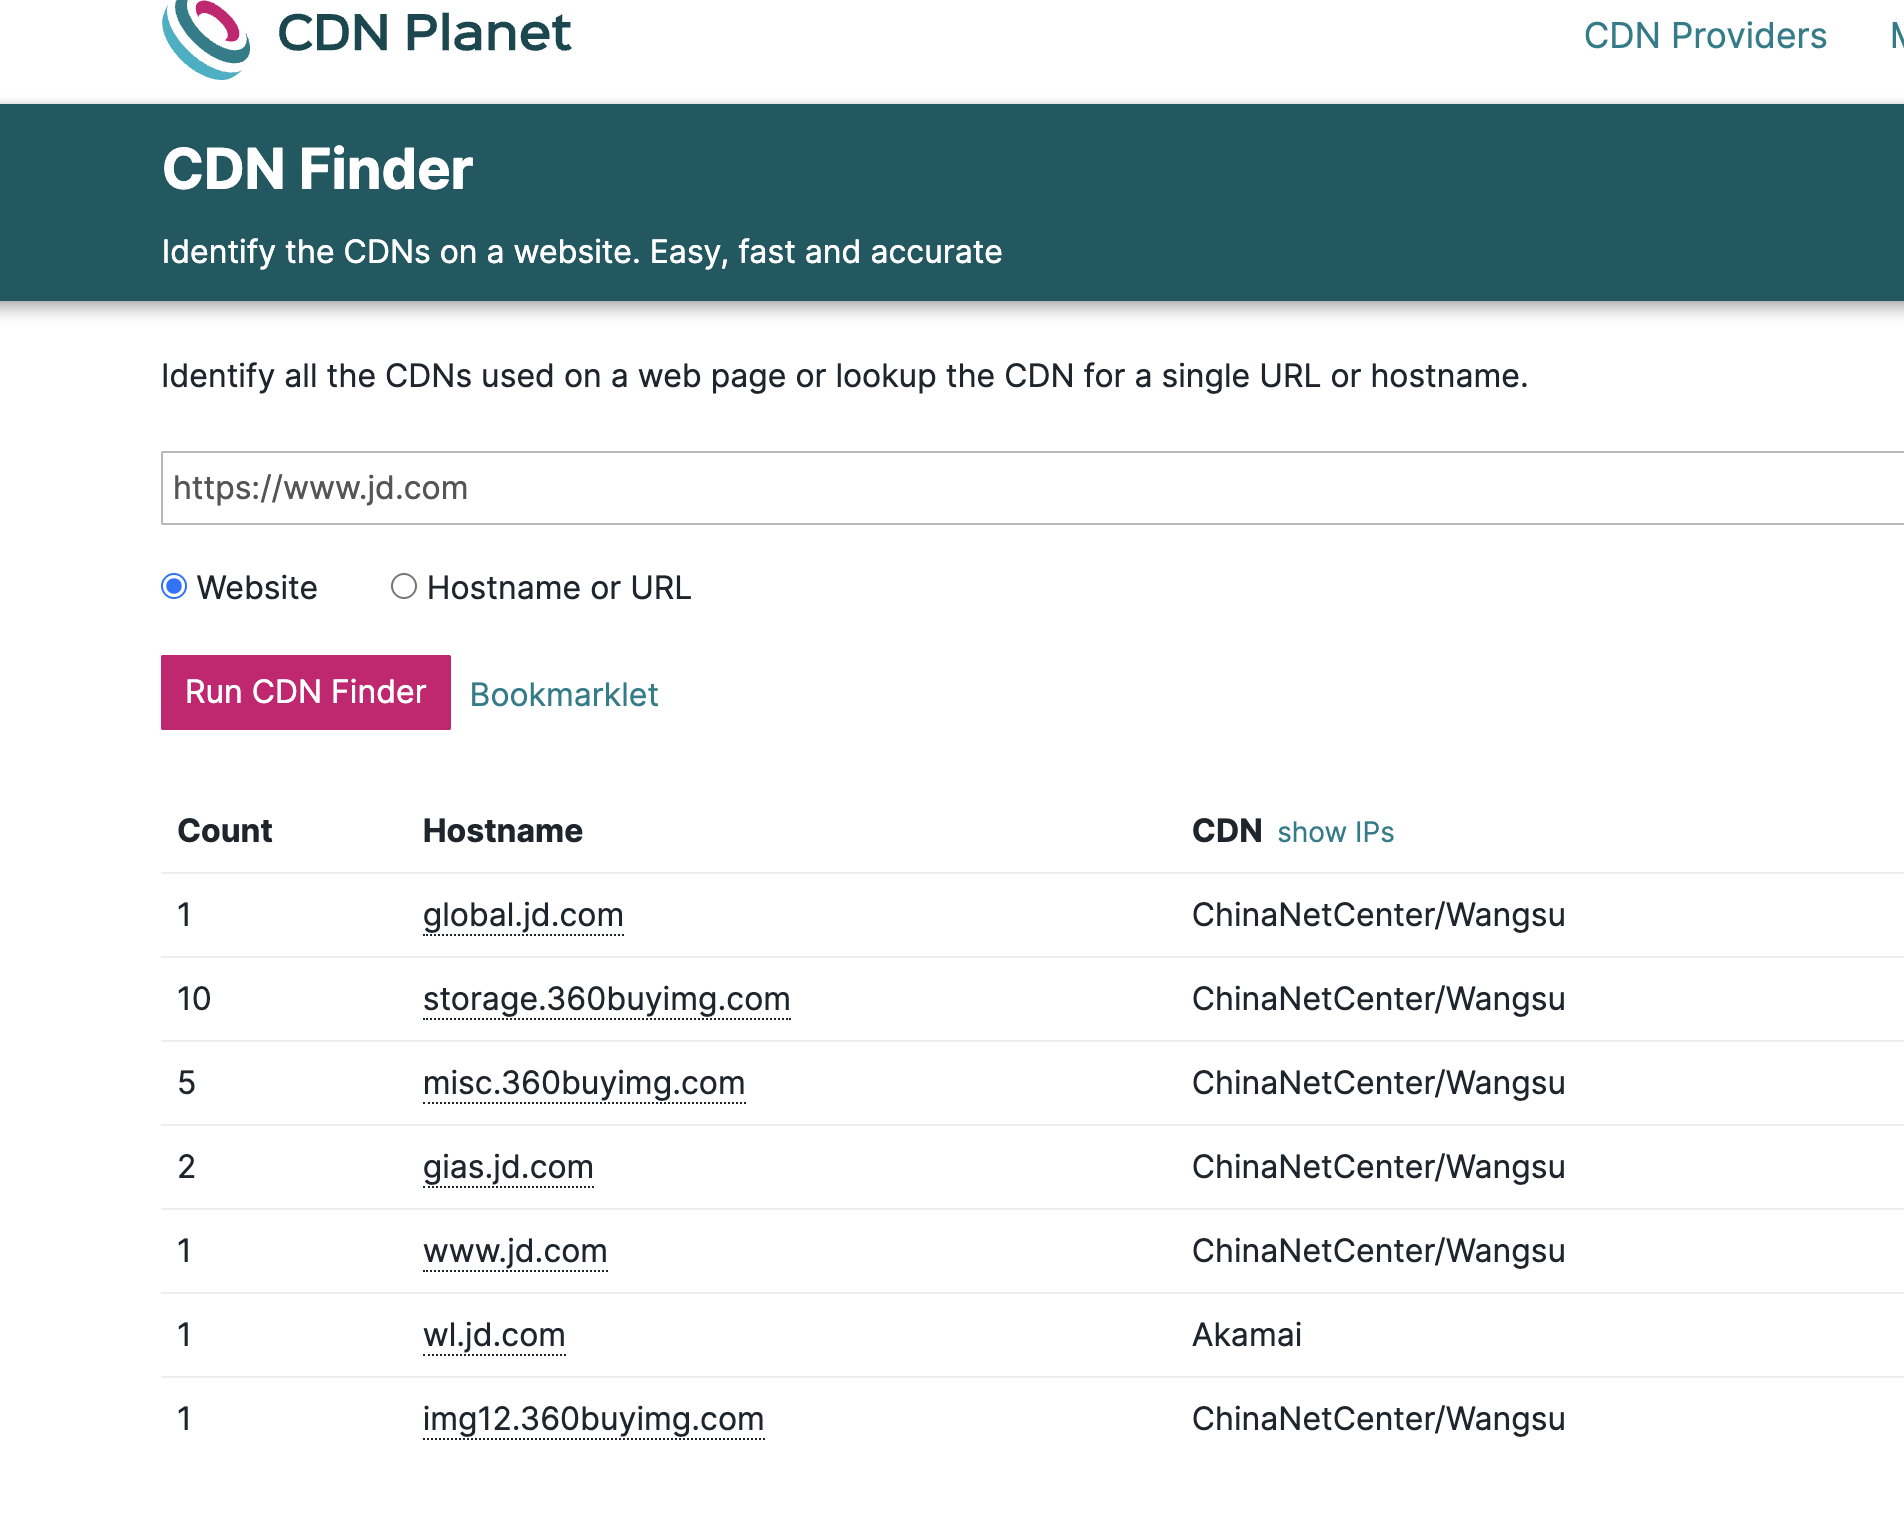 CDN Planet
CDN Providers
CDN Finder
Identify the CDNs on a website. Easy, fast and accurate
Identify all the CDNs used on a web page or lookup the CDN for a single URL or hostname.
https://www.jd.com
Website Hostname or URL
Run CDN Finder Bookmarklet
Count Hostname CDN show IPs
1 global.jd.com ChinaNetCenter/Wangsu
10 storage.360buyimg.com ChinaNetCenter/Wangsu
5 misc.360buyimg.com ChinaNetCenter/Wangsu
2 gias.jd.com ChinaNetCenter/Wangsu
1 www.jd.com ChinaNetCenter/Wangsu
1 wl.jd.com Akamai
1 img12.360buyimg.com ChinaNetCenter/Wangsu